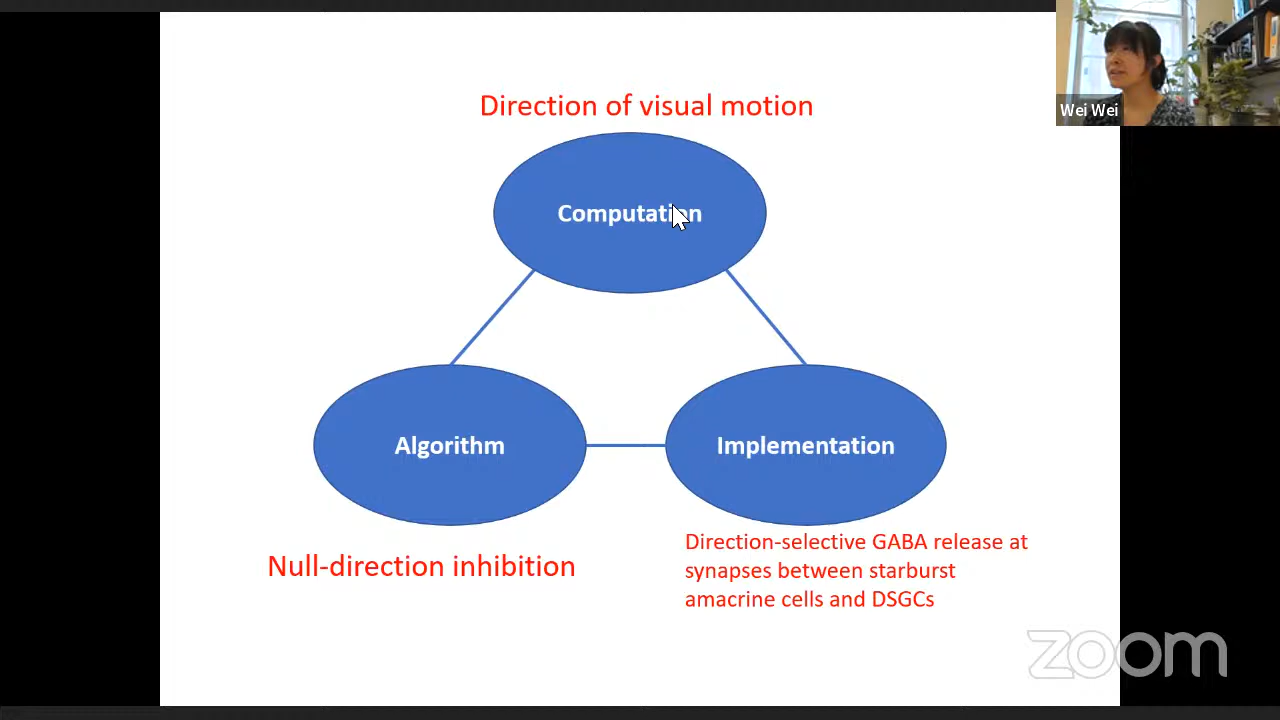 Direction of visual motion
Wei Wei
Computation
Algorithm
Implementation
Null-direction inhibition
Direction-selective GABA release at
synapses between starburst
amacrine cells and DSGCs
zoom